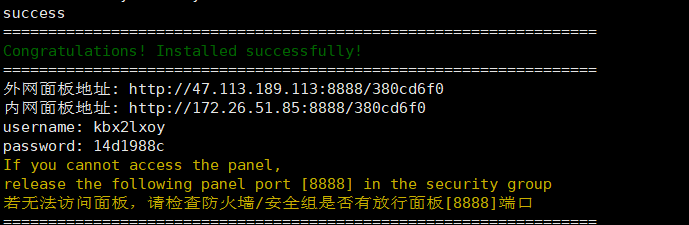 success
==================================================================
Congratulations! Installed successfully!
==================================================================
外网面板地址: http://47.113.189.113:8888/380cd6f0
内网面板地址: http://172.26.51.85:8888/380cd6f0
username: kbx2lxoy
password: 14d1988c
If you cannot access the panel,
release the following panel port [8888] in the security group
若无法访问面板，请检查防火墙/安全组是否有放行面板[8888]端口
==================================================================